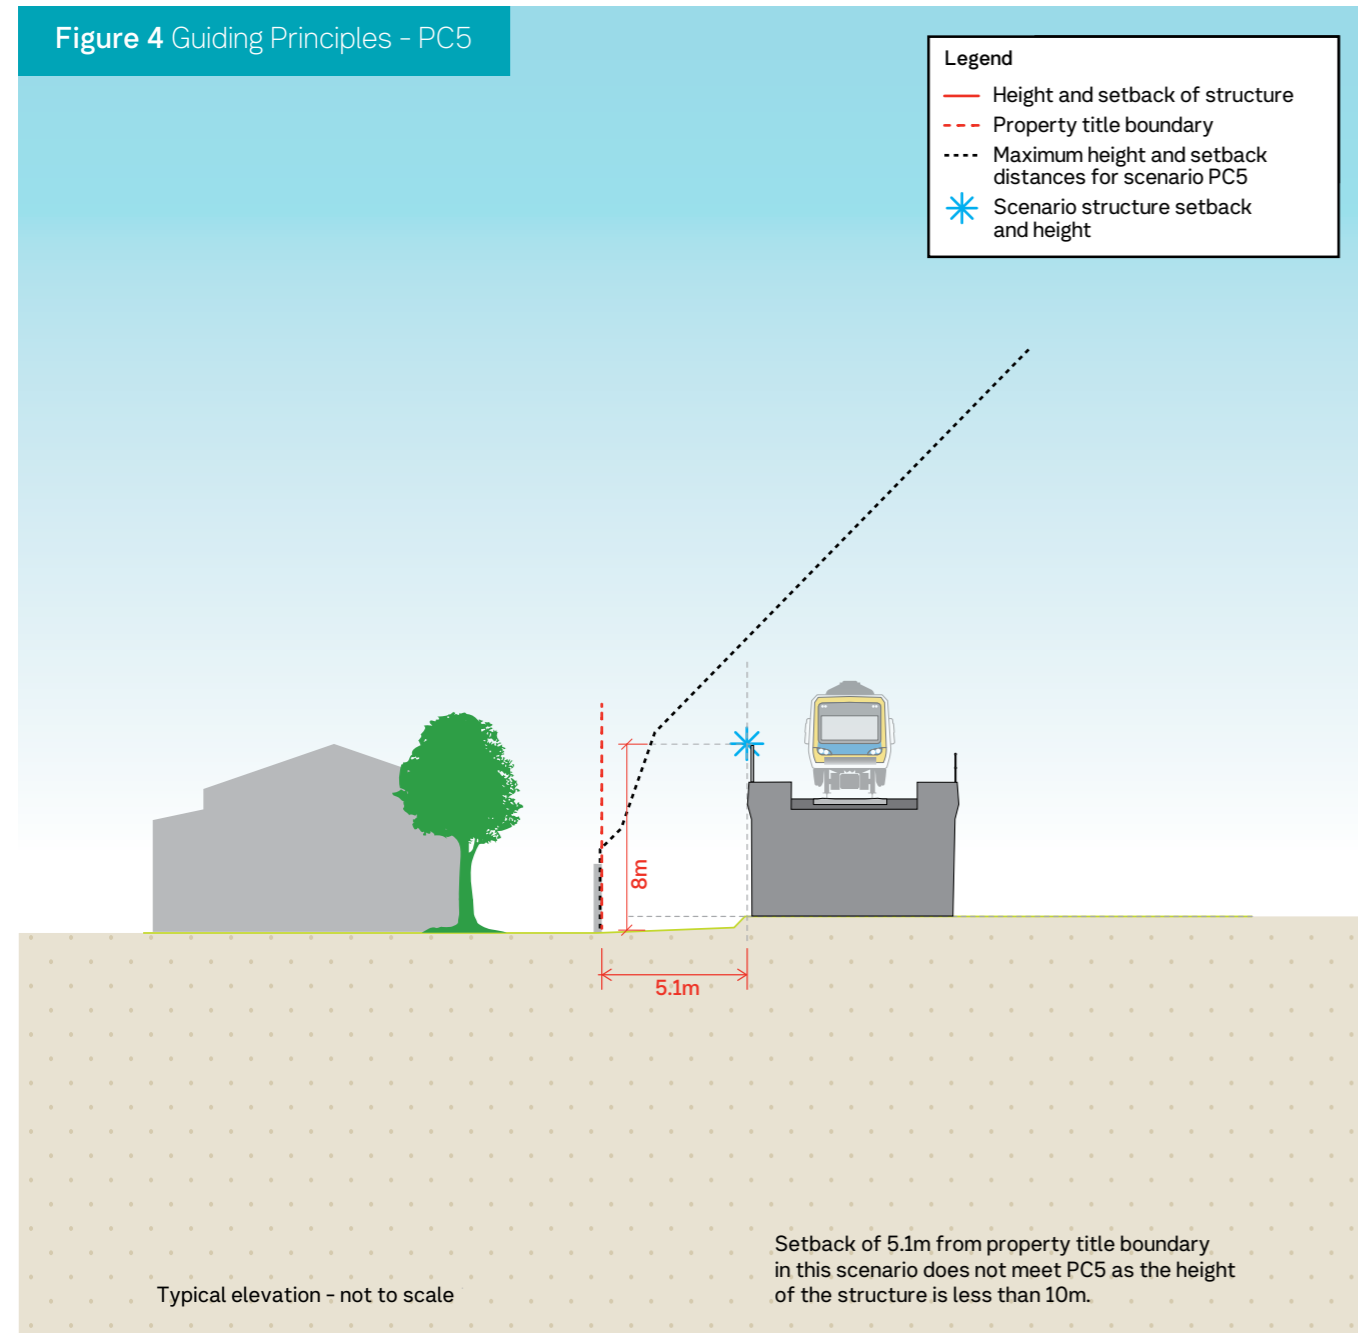 Figure 4 Guiding Principles - PC5
Legend
Height and setback of structure
Property title boundary
Maximum height and setback
distances for scenario PC5
Scenario structure setback
and height
8m
5.1m
Setback of 5.1m from property title boundary
in this scenario does not meet PC5 as the height
of the structure is less than 10m.
Typical elevation - not to scale